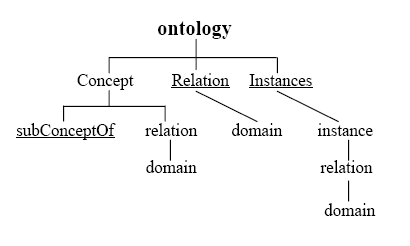 ontology
Concept Relation Instances
subConceptOf relation domain instance
domain relation
domain